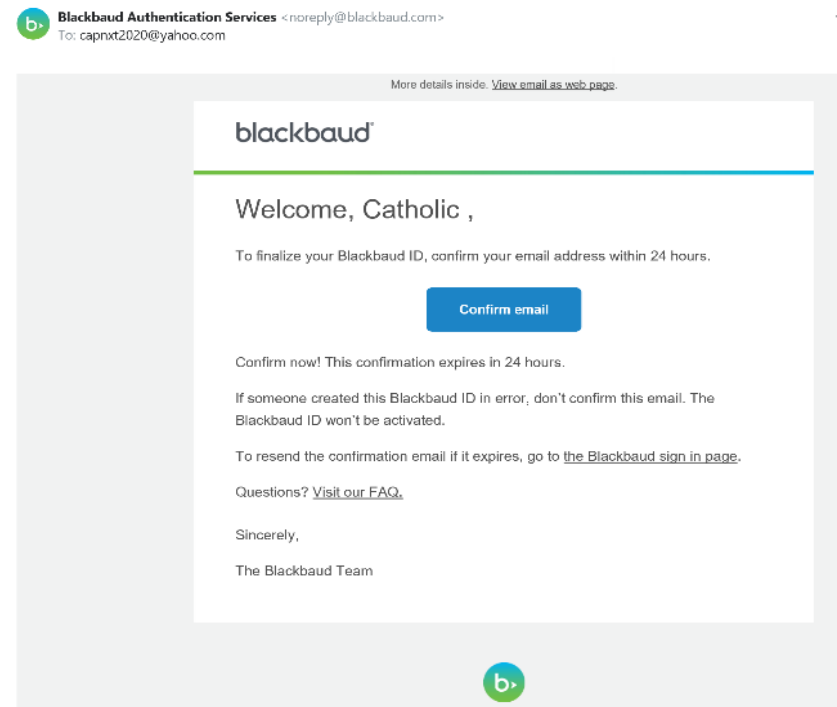 b
Blackbaud Authentication Services <noreply@blackbaud.com>
To: capnxt2020@yahoo.com
More details inside. View email as web page.
blackbaud
Welcome, Catholic ,
To finalize your Blackbaud ID, confirm your email address within 24 hours.
Confirm email
Confirm now! This confirmation expires in 24 hours.
If someone created this Blackbaud ID in error, don't confirm this email. The
Blackbaud ID won't be activated.
To resend the confirmation email if it expires, go to the Blackbaud sign in page.
Questions? Visit our FAQ.
Sincerely,
The Blackbaud Team
b